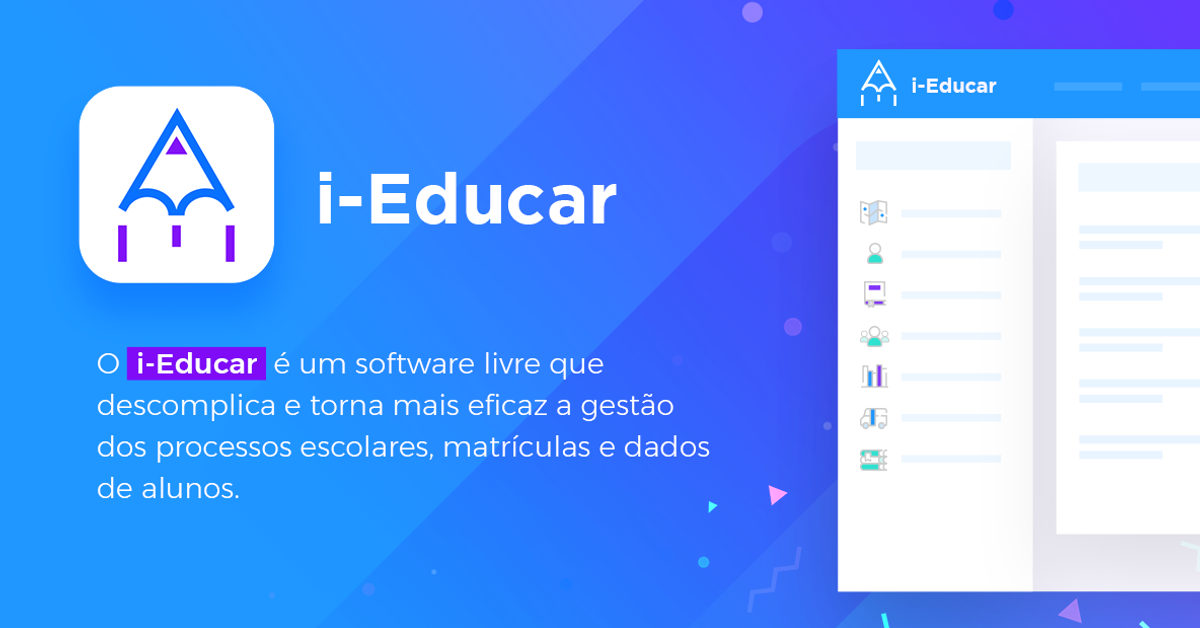 i-Educar
i-Educar
O i-Educar é um software livre que
descomplica e torna mais eficaz a gestão
dos processos escolares, matrículas e dados
de alunos.